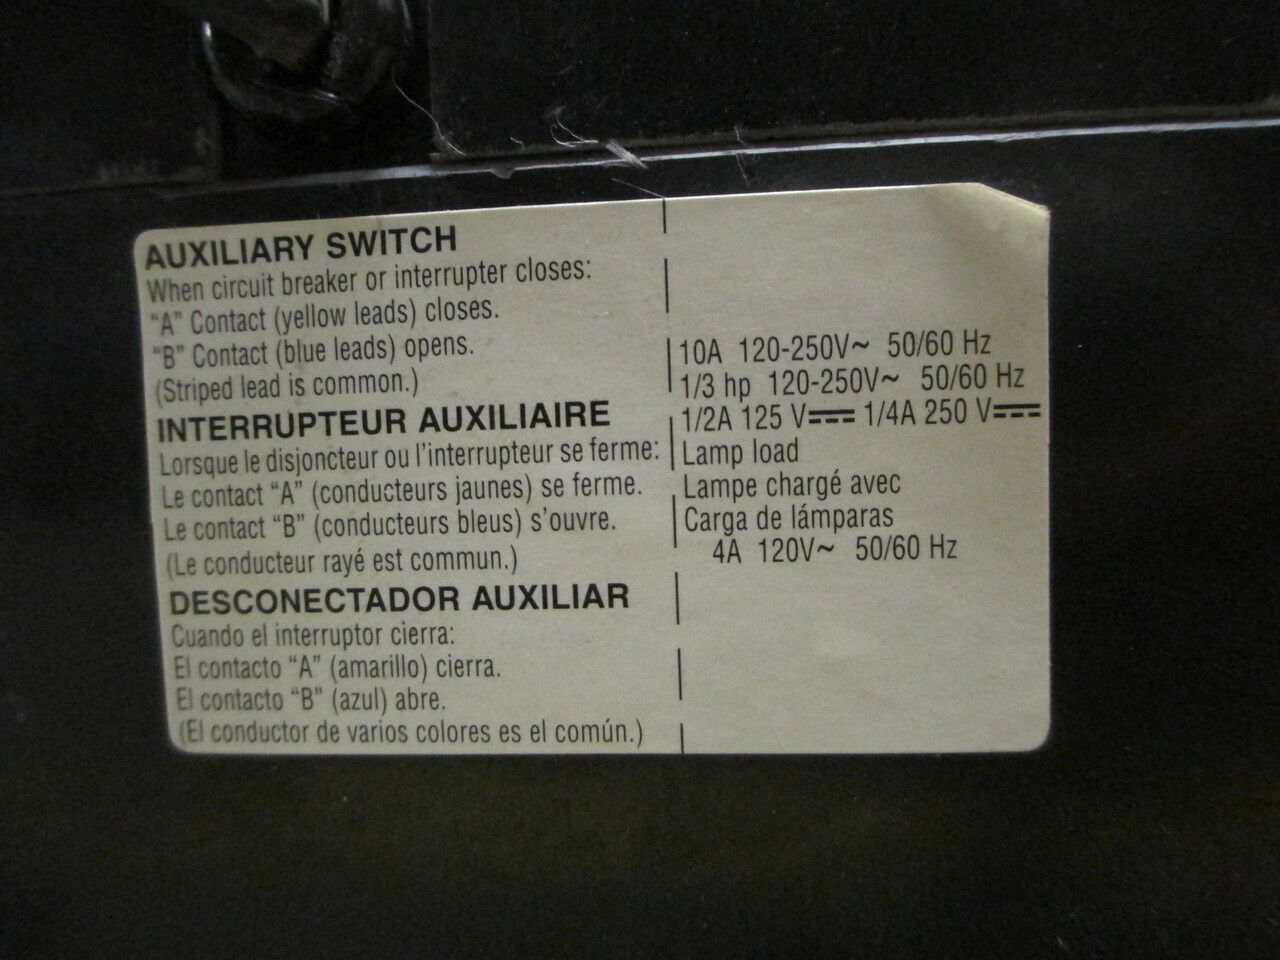 AUXILIARY SWITCH
When circuit breaker or interrupter closes:
“A” Contact (yellow leads) closes.
“B” Contact (blue leads) opens.
(Striped lead is common.)
INTERRUPTEUR AUXILIAIRE
Lorsque le disjoncteur ou l’interrupteur se ferme:
Le contact “A” (conducteurs jaunes) se ferme.
Le contact “B” (conducteurs bleus) s’ouvre.
(Le conducteur rayé est commun.)
DESCONECTADOR AUXILIAR
Cuando el interruptor cierra:
El contacto “A” (amarillo) cierra.
El contacto “B” (azul) abre.
(El conductor de varios colores es el común.)
10A 120-250V~ 50/60 Hz
1/3 hp 120-250V~ 50/60 Hz
1/2A 125 V⎓ 1/4A 250 V⎓
Lamp load
Lampe chargé avec
Carga de lámparas
4A 120V~ 50/60 Hz